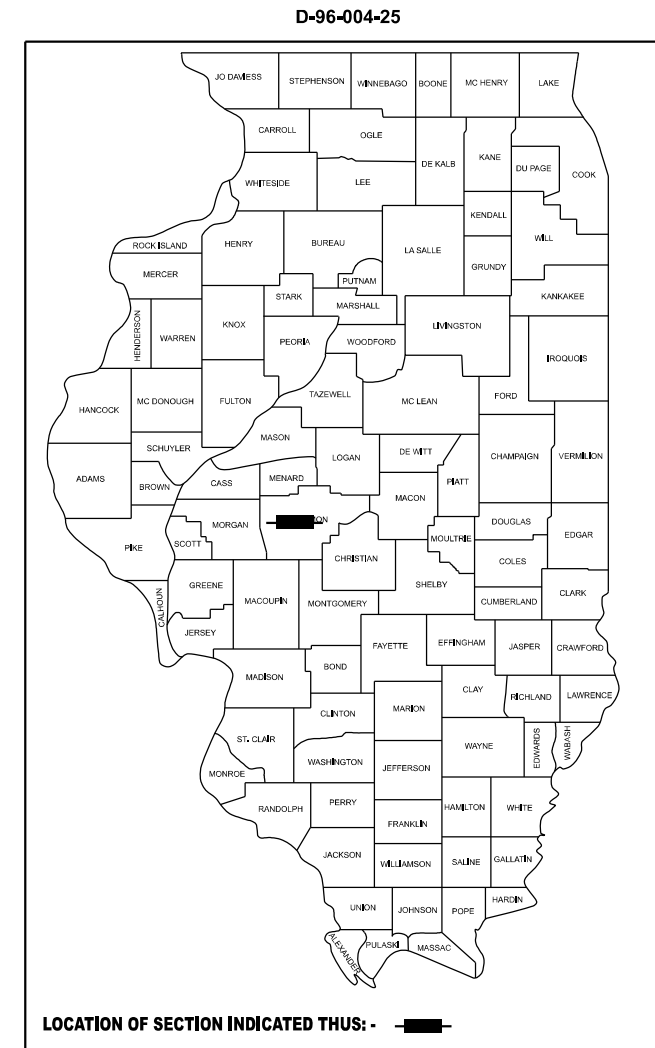 D-96-004-25
JO DAVIESS
STEPHENSON
WINNEBAGO
BOONE
MC HENRY
LAKE
CARROLL
OGLE
DE KALB
KANE
DU PAGE
COOK
WHITESIDE
LEE
KENDALL
WILL
ROCK ISLAND
HENRY
BUREAU
LA SALLE
GRUNDY
MERCER
PUTNAM
STARK
MARSHALL
KANKAKEE
HENDERSON
WARREN
KNOX
PEORIA
WOODFORD
LIVINGSTON
IROQUOIS
HANCOCK
MC DONOUGH
FULTON
TAZEWELL
MC LEAN
FORD
MASON
SCHUYLER
LOGAN
DE WITT
CHAMPAIGN
VERMILION
ADAMS
BROWN
CASS
MENARD
PIATT
MACON
MORGAN
ON
DOUGLAS
PIKE
SCOTT
CHRISTIAN
MOULTRIE
COLES
EDGAR
GREENE
MACOUPIN
MONTGOMERY
SHELBY
CUMBERLAND
CLARK
CALHOUN
JERSEY
FAYETTE
EFFINGHAM
JASPER
CRAWFORD
MADISON
BOND
CLAY
RICHLAND
LAWRENCE
CLINTON
MARION
ST. CLAIR
WAYNE
EDWARDS
WABASH
MONROE
WASHINGTON
JEFFERSON
RANDOLPH
PERRY
HAMILTON
WHITE
FRANKLIN
JACKSON
WILLIAMSON
SALINE
GALLATIN
UNION
JOHNSON
POPE
HARDIN
ALEXANDER
PULASKI
MASSAC
LOCATION OF SECTION INDICATED THUS: -